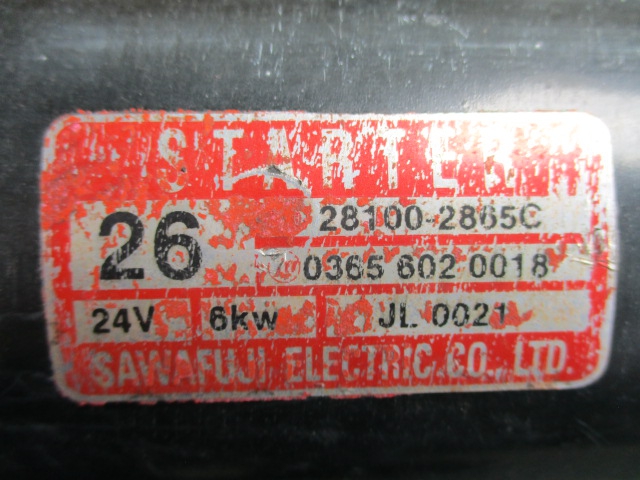 STARTER
26
28100-2865C
0365 602 0018
24V 6kw JL 0021
SAWAFUJI ELECTRIC CO., LTD.